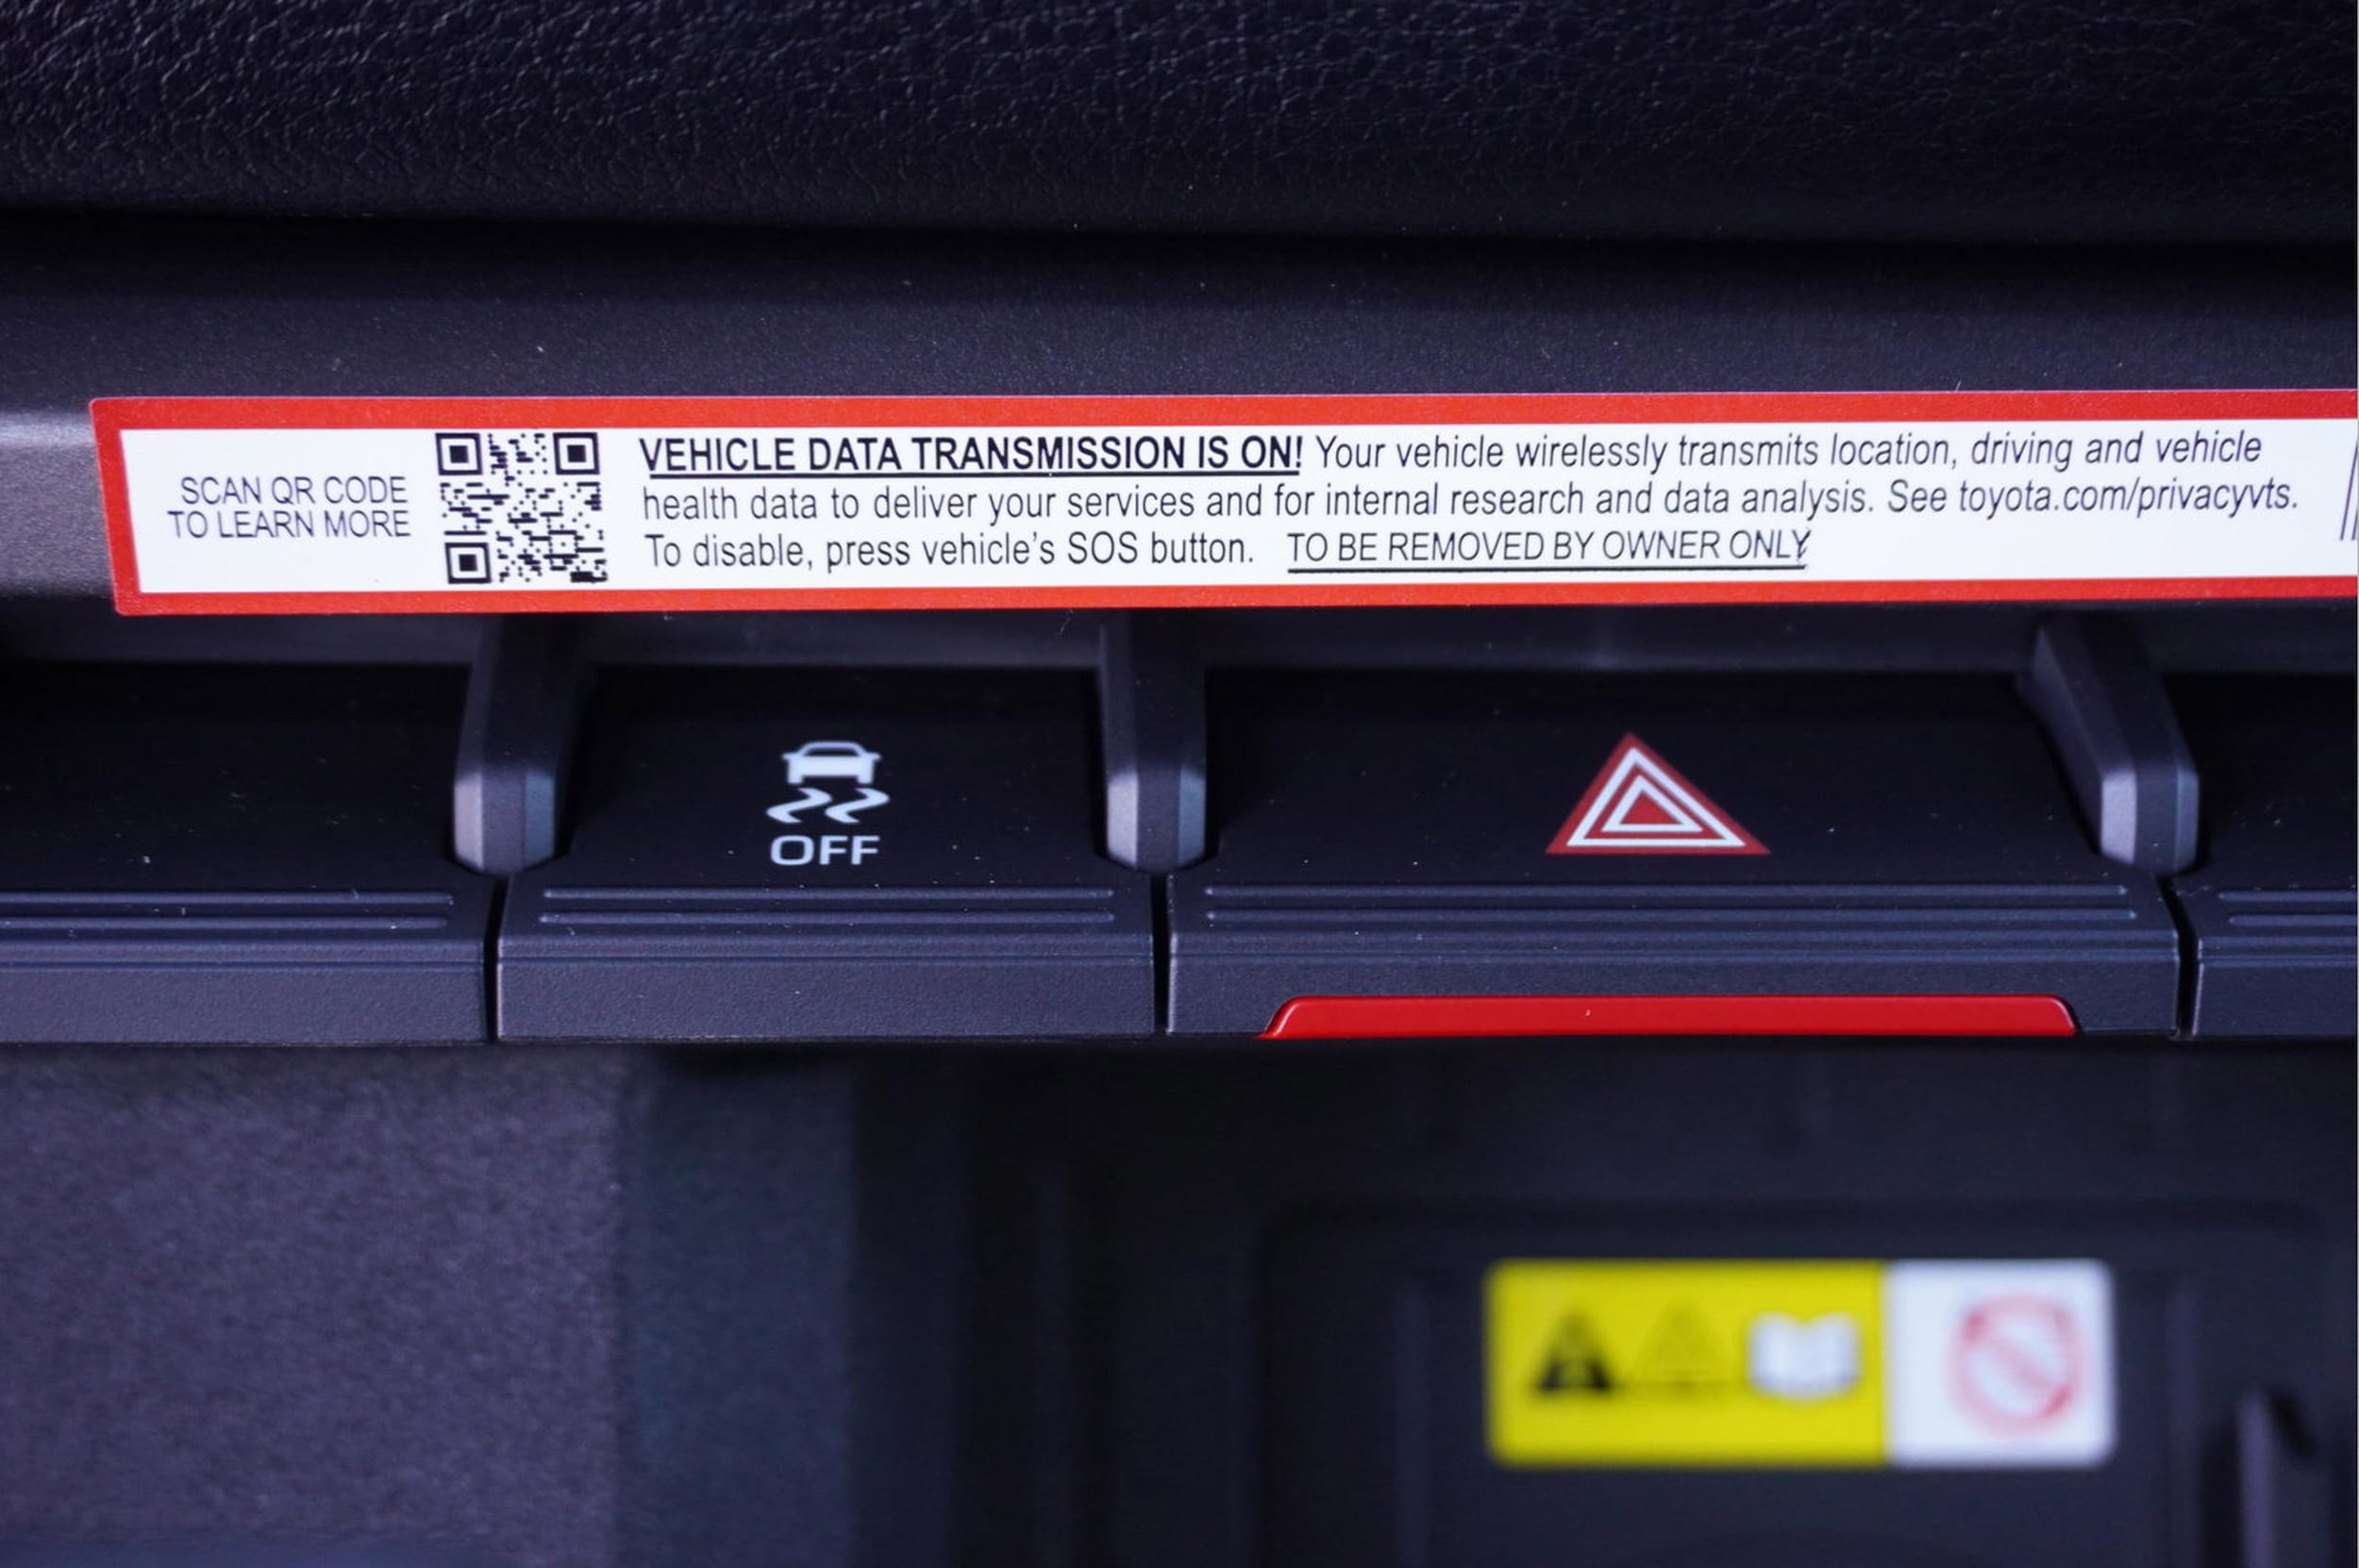 SCAN QR CODE
TO LEARN MORE
VEHICLE DATA TRANSMISSION IS ON! Your vehicle wirelessly transmits location, driving and vehicle
health data to deliver your services and for internal research and data analysis. See toyota.com/privacyvts.
To disable, press vehicle's SOS button. TO BE REMOVED BY OWNER ONLY
OFF